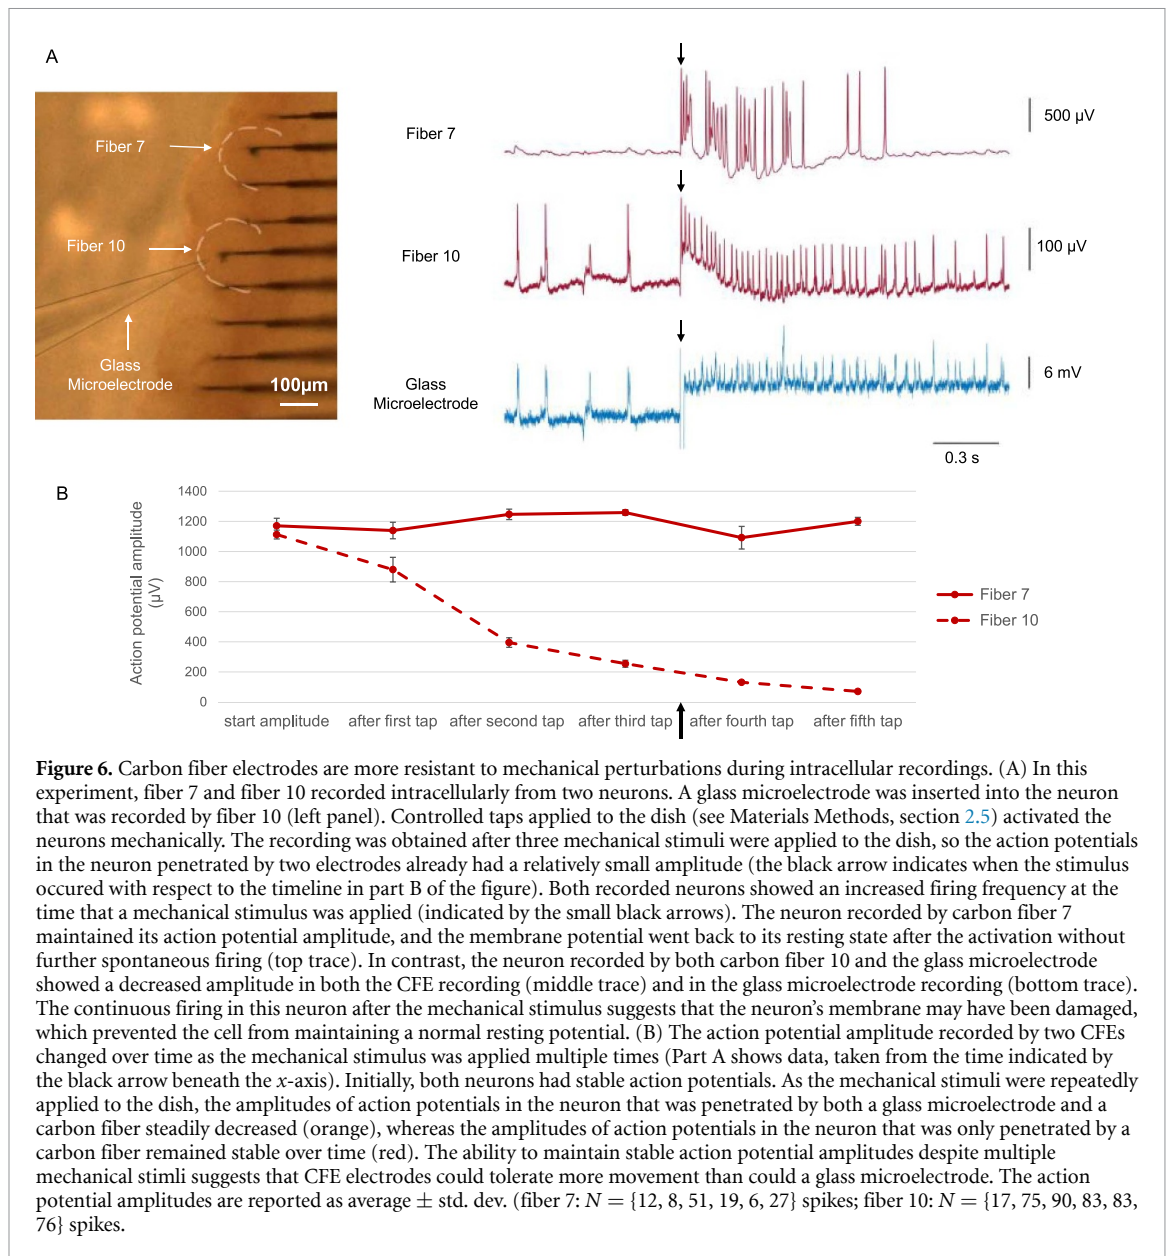 A
Fiber 7
Fiber 10
Glass
Microelectrode
100μm
Fiber 7
500 μV
Fiber 10
100 μV
Glass
Microelectrode
6 mV
0.3 s
B
Action potential amplitude
(μV)
1400
1200
1000
800
600
400
200
0
start amplitude
after first tap
after second tap
after third tap
after fourth tap
after fifth tap
Fiber 7
Fiber 10
Figure 6. Carbon fiber electrodes are more resistant to mechanical perturbations during intracellular recordings. (A) In this
experiment, fiber 7 and fiber 10 recorded intracellularly from two neurons. A glass microelectrode was inserted into the neuron
that was recorded by fiber 10 (left panel). Controlled taps applied to the dish (see Materials Methods, section 2.5) activated the
neurons mechanically. The recording was obtained after three mechanical stimuli were applied to the dish, so the action potentials
in the neuron penetrated by two electrodes already had a relatively small amplitude (the black arrow indicates when the stimulus
occured with respect to the timeline in part B of the figure). Both recorded neurons showed an increased firing frequency at the
time that a mechanical stimulus was applied (indicated by the small black arrows). The neuron recorded by carbon fiber 7
maintained its action potential amplitude, and the membrane potential went back to its resting state after the activation without
further spontaneous firing (top trace). In contrast, the neuron recorded by both carbon fiber 10 and the glass microelectrode
showed a decreased amplitude in both the CFE recording (middle trace) and in the glass microelectrode recording (bottom trace).
The continuous firing in this neuron after the mechanical stimulus suggests that the neuron's membrane may have been damaged,
which prevented the cell from maintaining a normal resting potential. (B) The action potential amplitude recorded by two CFEs
changed over time as the mechanical stimulus was applied multiple times (Part A shows data, taken from the time indicated by
the black arrow beneath the x-axis). Initially, both neurons had stable action potentials. As the mechanical stimuli were repeatedly
applied to the dish, the amplitudes of action potentials in the neuron that was penetrated by both a glass microelectrode and a
carbon fiber steadily decreased (orange), whereas the amplitudes of action potentials in the neuron that was only penetrated by a
carbon fiber remained stable over time (red). The ability to maintain stable action potential amplitudes despite multiple
mechanical stimli suggests that CFE electrodes could tolerate more movement than could a glass microelectrode. The action
potential amplitudes are reported as average ± std. dev. (fiber 7: N = {12, 8, 51, 19, 6, 27} spikes; fiber 10: N = {17, 75, 90, 83, 83,
76} spikes.